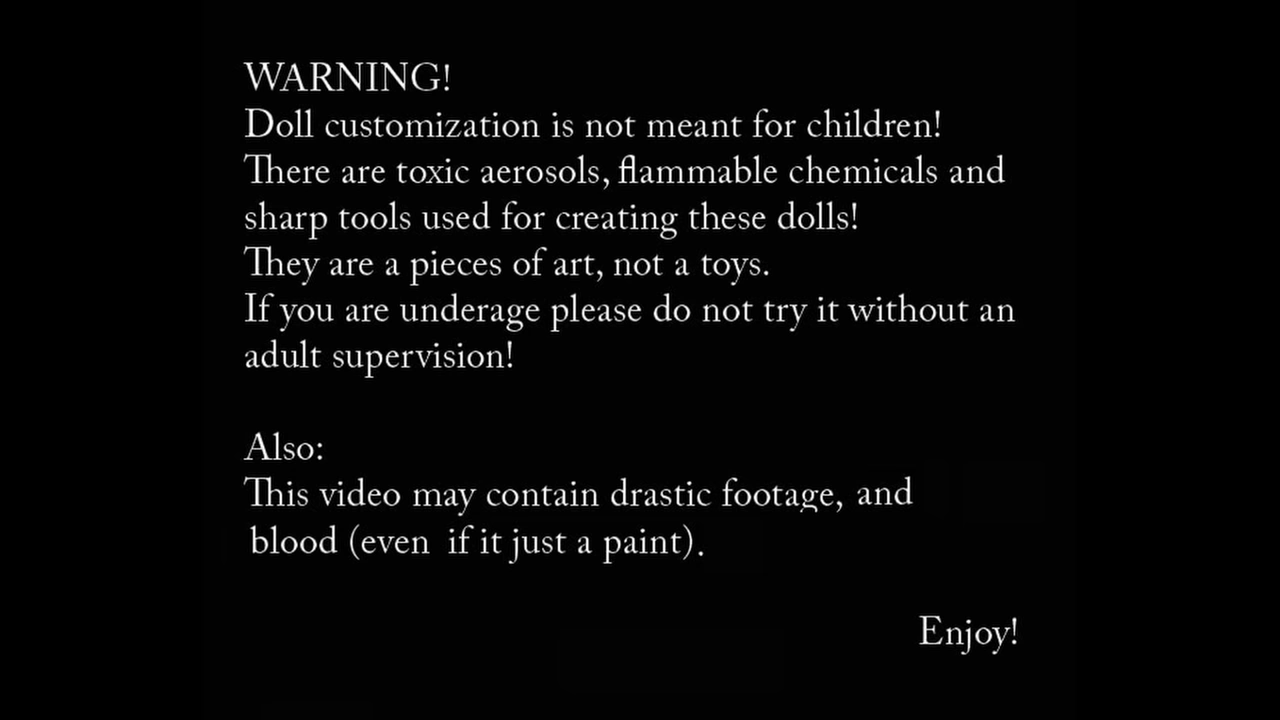 WARNING!
Doll customization is not meant for children!
There are toxic aerosols, flammable chemicals and
sharp tools used for creating these dolls!
They are a pieces of art, not a toys.
If you are underage please do not try it without an
adult supervision!
Also:
This video may contain drastic footage, and
blood (even if it just a paint).
Enjoy!